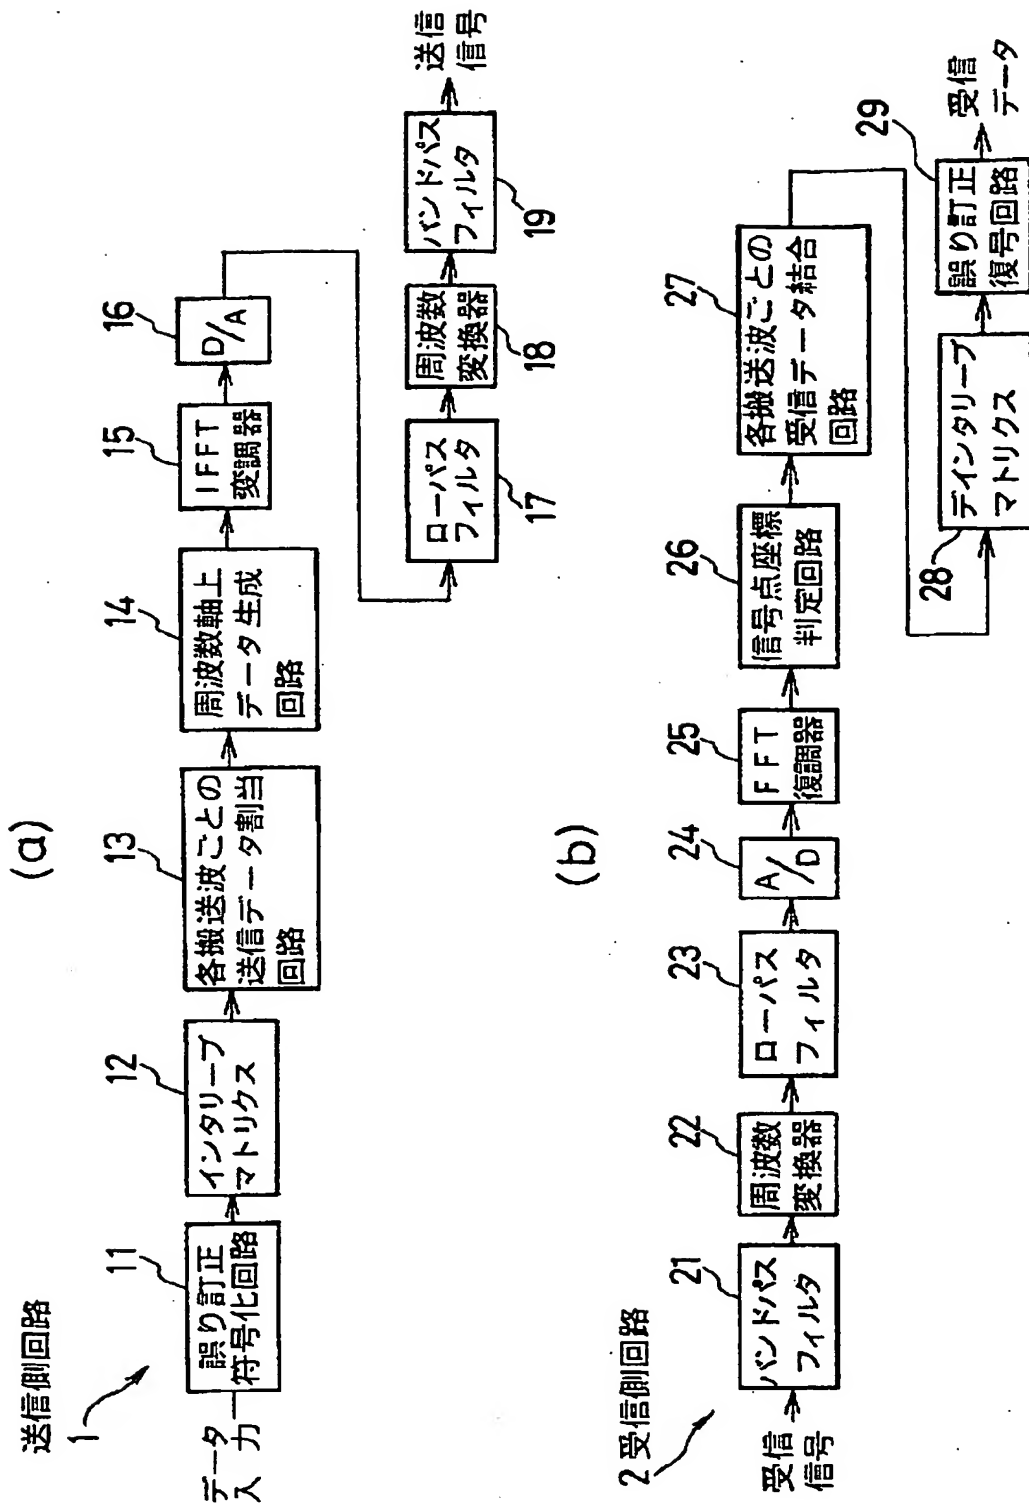 (a)
送信側回路
1
データ
入力
11
誤り訂正
符号化回路
12
インタリーブ
マトリクス
13
各搬送波ごとの
送信データ割当
回路
14
周波数軸上
データ生成
回路
15
IFFT
変調器
16
D/A
17
ローパス
フィルタ
18
周波数
変換器
19
バンドパス
フィルタ
送信
信号
(b)
2 受信側回路
受信
信号
21
バンドパス
フィルタ
22
周波数
変換器
23
ローパス
フィルタ
24
A/D
25
FFT
復調器
26
信号点座標
判定回路
27
各搬送波ごとの
受信データ結合
回路
28
デインタリーブ
マトリクス
29
誤り訂正
復号回路
受信
データ